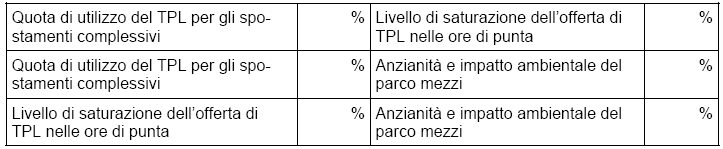 Quota di utilizzo del TPL per gli spo-
stamenti complessivi
%
Livello di saturazione dell'offerta di
TPL nelle ore di punta
%
Quota di utilizzo del TPL per gli spo-
stamenti complessivi
%
Anzianità e impatto ambientale del
parco mezzi
%
Livello di saturazione dell'offerta di
TPL nelle ore di punta
%
Anzianità e impatto ambientale del
parco mezzi
%